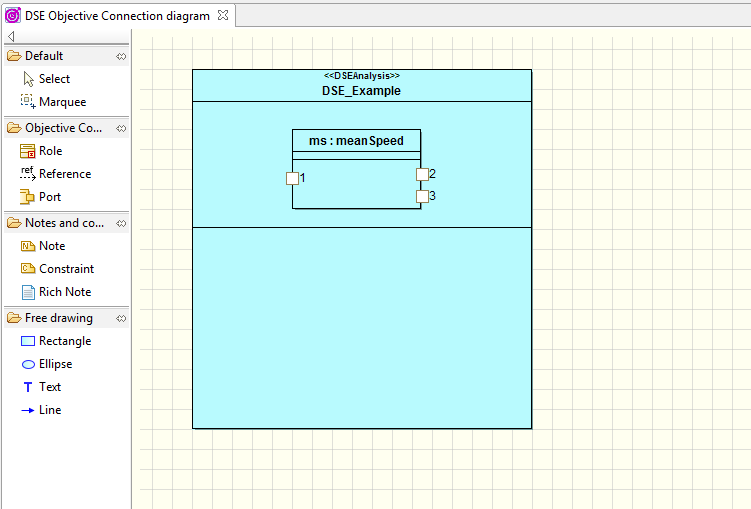 DSE Objective Connection diagram
Default
Select
Marquee
Objective Co...
Role
ref Reference
Port
Notes and co...
N Note
C Constraint
Rich Note
Free drawing
Rectangle
Ellipse
T Text
Line
<<DSEAnalysis>>
DSE_Example
ms : meanSpeed
1
2
3